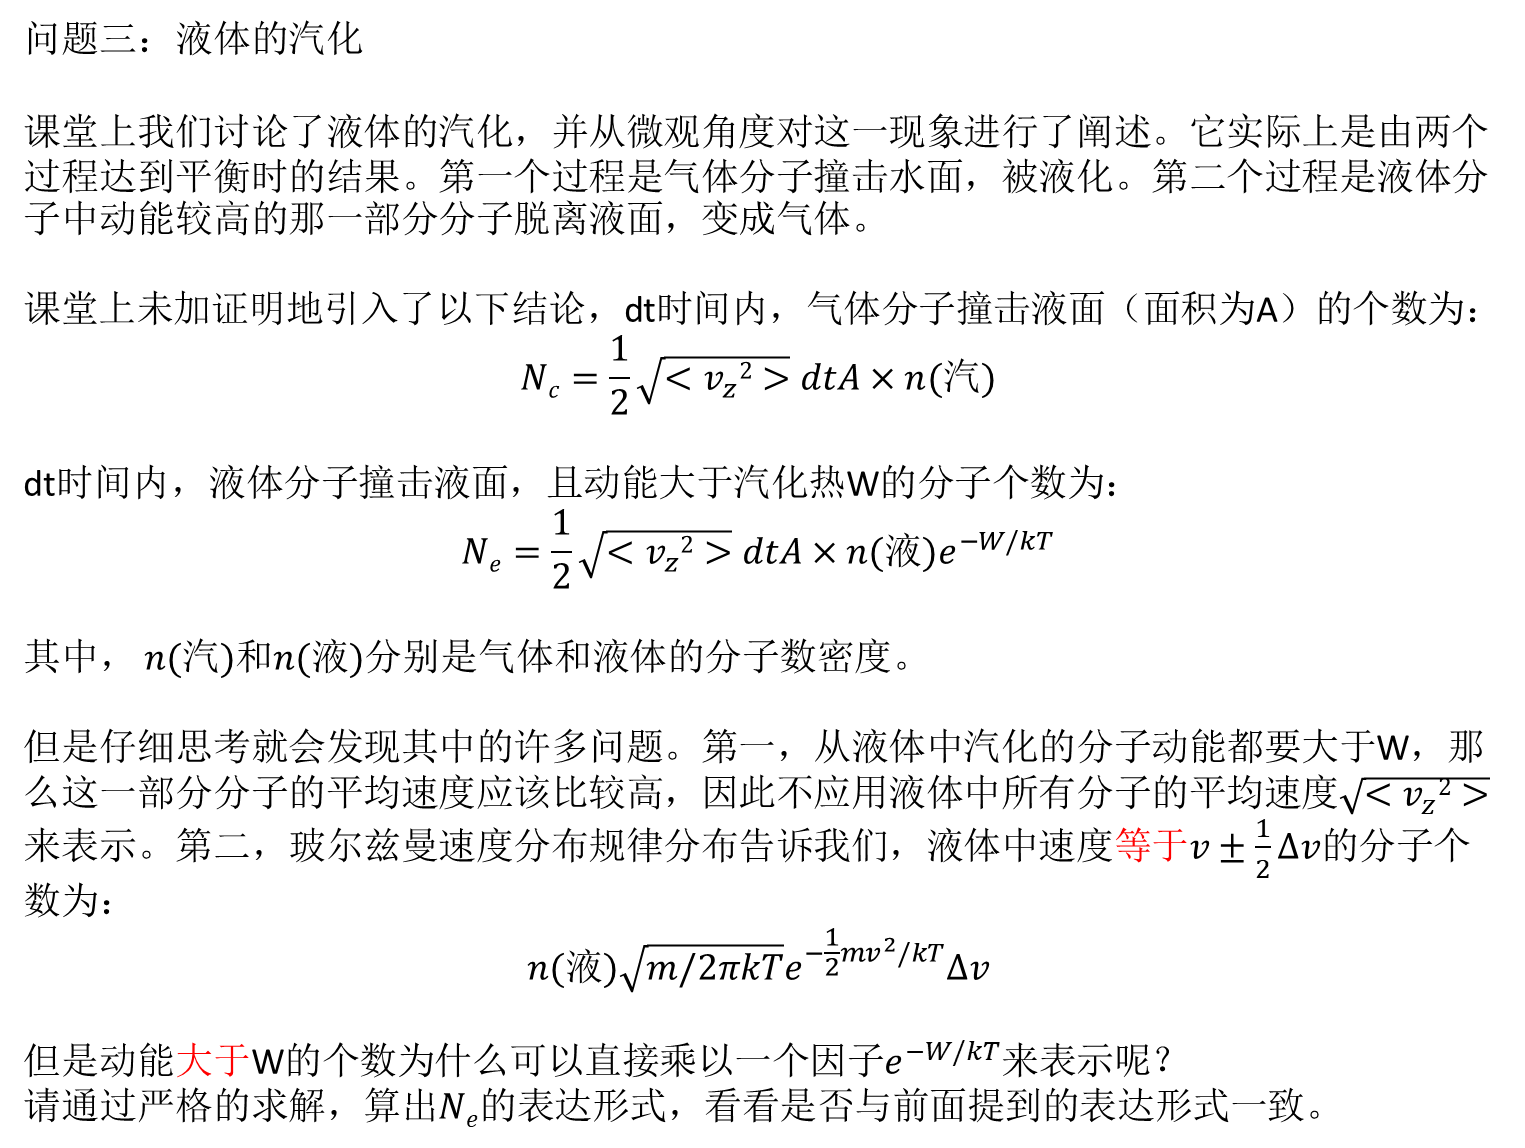 问题三：液体的汽化
课堂上我们讨论了液体的汽化，并从微观角度对这一现象进行了阐述。它实际上是由两个
过程达到平衡时的结果。第一个过程是气体分子撞击水面，被液化。第二个过程是液体分
子中动能较高的那一部分分子脱离液面，变成气体。
课堂上未加证明地引入了以下结论，dt时间内，气体分子撞击液面（面积为A）的个数为：
$N_c = \frac{1}{2}\sqrt{<v_z{}^2>}\,dtA \times n(汽)$
dt时间内，液体分子撞击液面，且动能大于汽化热W的分子个数为：
$N_e = \frac{1}{2}\sqrt{<v_z{}^2>}\,dtA \times n(液)e^{-W/kT}$
其中， $n(汽)$和$n(液)$分别是气体和液体的分子数密度。
但是仔细思考就会发现其中的许多问题。第一，从液体中汽化的分子动能都要大于W，那
么这一部分分子的平均速度应该比较高，因此不应用液体中所有分子的平均速度$\sqrt{<v_z{}^2>}$
来表示。第二，玻尔兹曼速度分布规律分布告诉我们，液体中速度等于$v \pm \frac{1}{2}\Delta v$的分子个
数为：
$n(液)\sqrt{m/2\pi kT}e^{-\frac{1}{2}mv^2/kT}\Delta v$
但是动能大于W的个数为什么可以直接乘以一个因子$e^{-W/kT}$来表示呢？
请通过严格的求解，算出$N_e$的表达形式，看看是否与前面提到的表达形式一致。